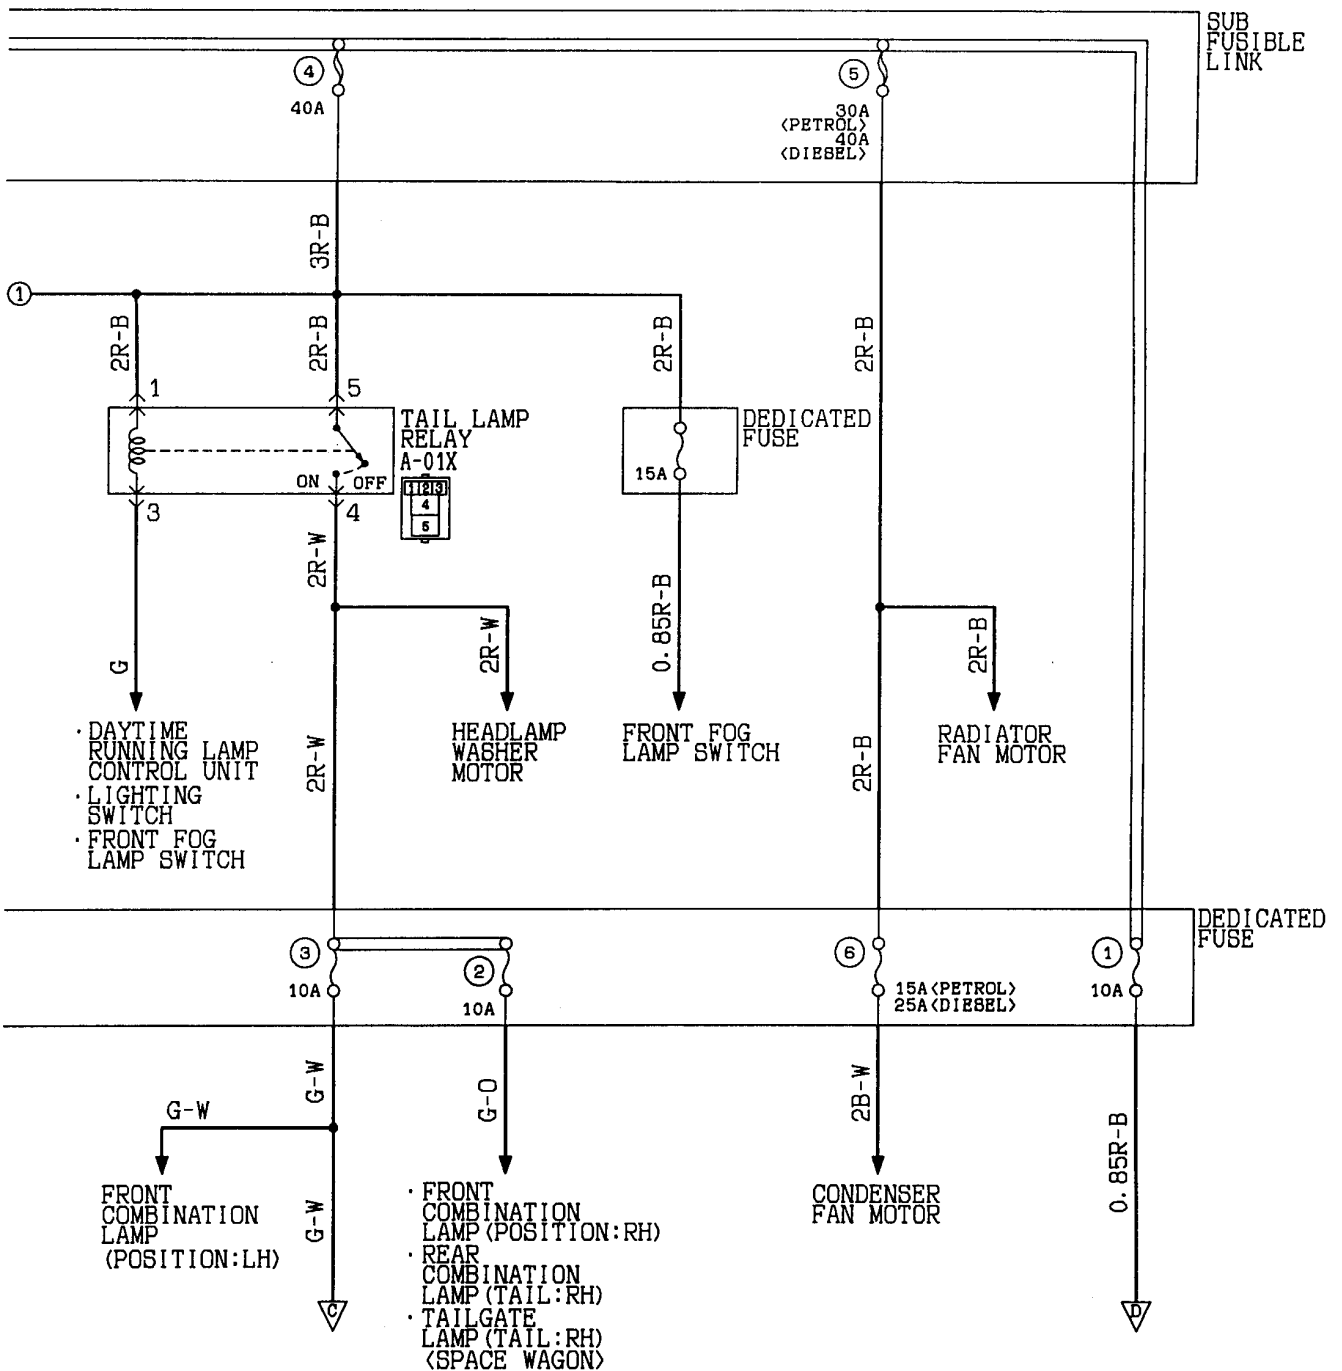 SUB
FUSIBLE
LINK
4
40A
5
30A
<PETROL>
40A
<DIESEL>
3R-B
1
2R-B
2R-B
2R-B
2R-B
1
5
TAIL LAMP
RELAY
A-01X
ON
OFF
1 2 3
4
5
3
4
DEDICATED
FUSE
15A
2R-W
G
2R-W
0.85R-B
2R-B
· DAYTIME
RUNNING LAMP
CONTROL UNIT
· LIGHTING
SWITCH
· FRONT FOG
LAMP SWITCH
2R-W
HEADLAMP
WASHER
MOTOR
FRONT FOG
LAMP SWITCH
2R-B
RADIATOR
FAN MOTOR
DEDICATED
FUSE
3
10A
2
10A
6
15A<PETROL>
25A<DIESEL>
1
10A
G-W
G-W
G-O
2B-W
0.85R-B
FRONT
COMBINATION
LAMP
(POSITION:LH)
G-W
C
· FRONT
COMBINATION
LAMP(POSITION:RH)
· REAR
COMBINATION
LAMP(TAIL:RH)
· TAILGATE
LAMP(TAIL:RH)
<SPACE WAGON>
CONDENSER
FAN MOTOR
D